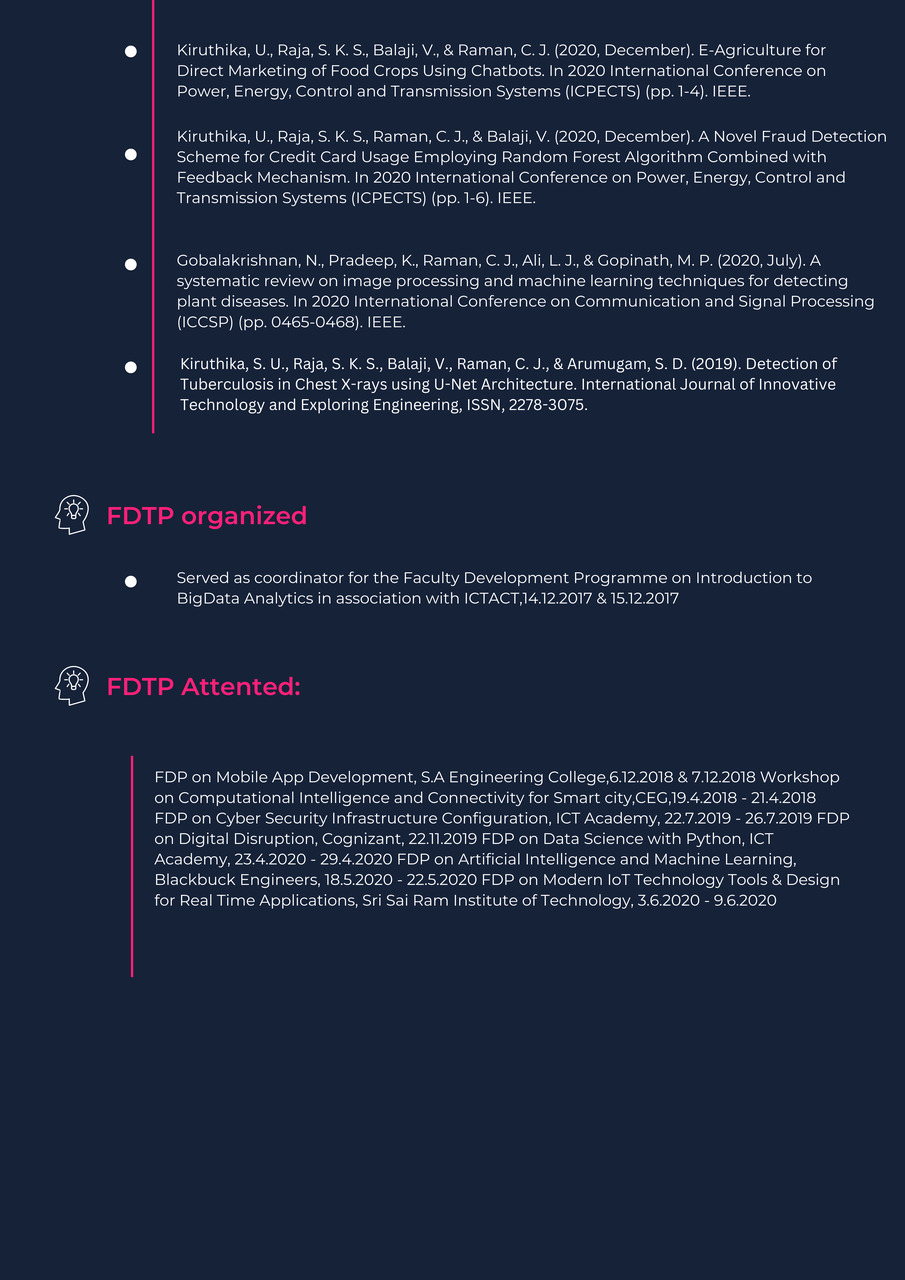 Kiruthika, U., Raja, S. K. S., Balaji, V., & Raman, C. J. (2020, December). E-Agriculture for
Direct Marketing of Food Crops Using Chatbots. In 2020 International Conference on
Power, Energy, Control and Transmission Systems (ICPECTS) (pp. 1-4). IEEE.
Kiruthika, U., Raja, S. K. S., Raman, C. J., & Balaji, V. (2020, December). A Novel Fraud Detection
Scheme for Credit Card Usage Employing Random Forest Algorithm Combined with
Feedback Mechanism. In 2020 International Conference on Power, Energy, Control and
Transmission Systems (ICPECTS) (pp. 1-6). IEEE.
Gobalakrishnan, N., Pradeep, K., Raman, C. J., Ali, L. J., & Gopinath, M. P. (2020, July). A
systematic review on image processing and machine learning techniques for detecting
plant diseases. In 2020 International Conference on Communication and Signal Processing
(ICCSP) (pp. 0465-0468). IEEE.
Kiruthika, S. U., Raja, S. K. S., Balaji, V., Raman, C. J., & Arumugam, S. D. (2019). Detection of
Tuberculosis in Chest X-rays using U-Net Architecture. International Journal of Innovative
Technology and Exploring Engineering, ISSN, 2278-3075.
FDTP organized
Served as coordinator for the Faculty Development Programme on Introduction to
BigData Analytics in association with ICTACT,14.12.2017 & 15.12.2017
FDTP Attented:
FDP on Mobile App Development, S.A Engineering College,6.12.2018 & 7.12.2018 Workshop
on Computational Intelligence and Connectivity for Smart city,CEG,19.4.2018 - 21.4.2018
FDP on Cyber Security Infrastructure Configuration, ICT Academy, 22.7.2019 - 26.7.2019 FDP
on Digital Disruption, Cognizant, 22.11.2019 FDP on Data Science with Python, ICT
Academy, 23.4.2020 - 29.4.2020 FDP on Artificial Intelligence and Machine Learning,
Blackbuck Engineers, 18.5.2020 - 22.5.2020 FDP on Modern IoT Technology Tools & Design
for Real Time Applications, Sri Sai Ram Institute of Technology, 3.6.2020 - 9.6.2020